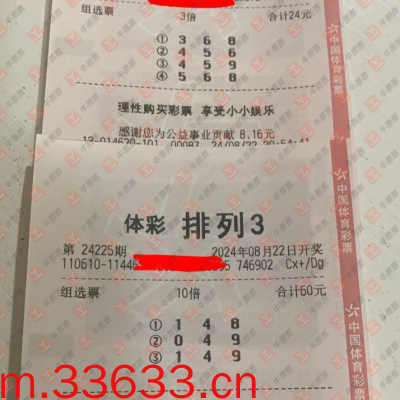 组选票 3倍 合计24元
① 3 6 8
② 4 5 6
③ 4 5 9
④ 5 6 8
理性购买彩票 享受小小娱乐
感谢您为公益事业贡献 8.16元
中国体育彩票
体彩 排列3
第 24225期 2024年08月22日开奖
746902 Cx+/Dg
组选票 10倍 合计60元
① 1 4 8
② 0 4 9
③ 1 4 9
中国体育彩票
中国体育彩票
m.33633.cn